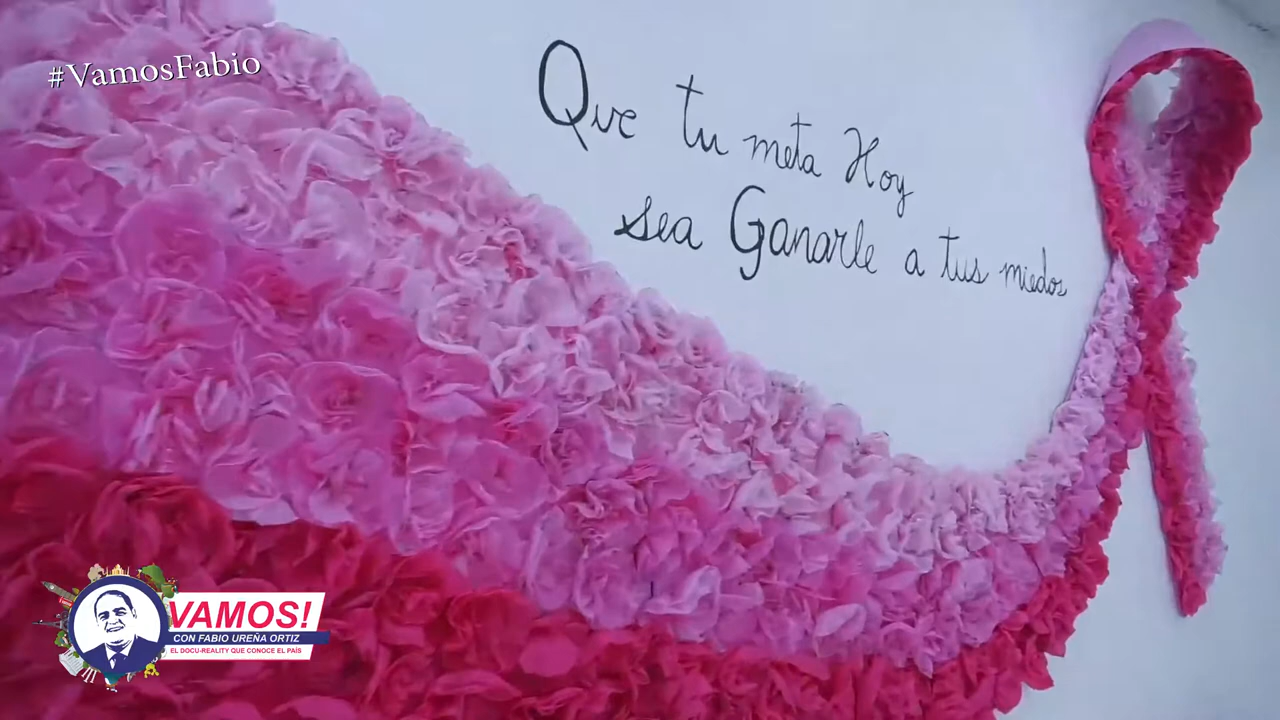 #VamosFabio
Que tu meta Hoy
sea Ganarle a tus miedos
VAMOS!
CON FABIO UREÑA ORTIZ
EL DOCU-REALITY QUE CONOCE EL PAÍS